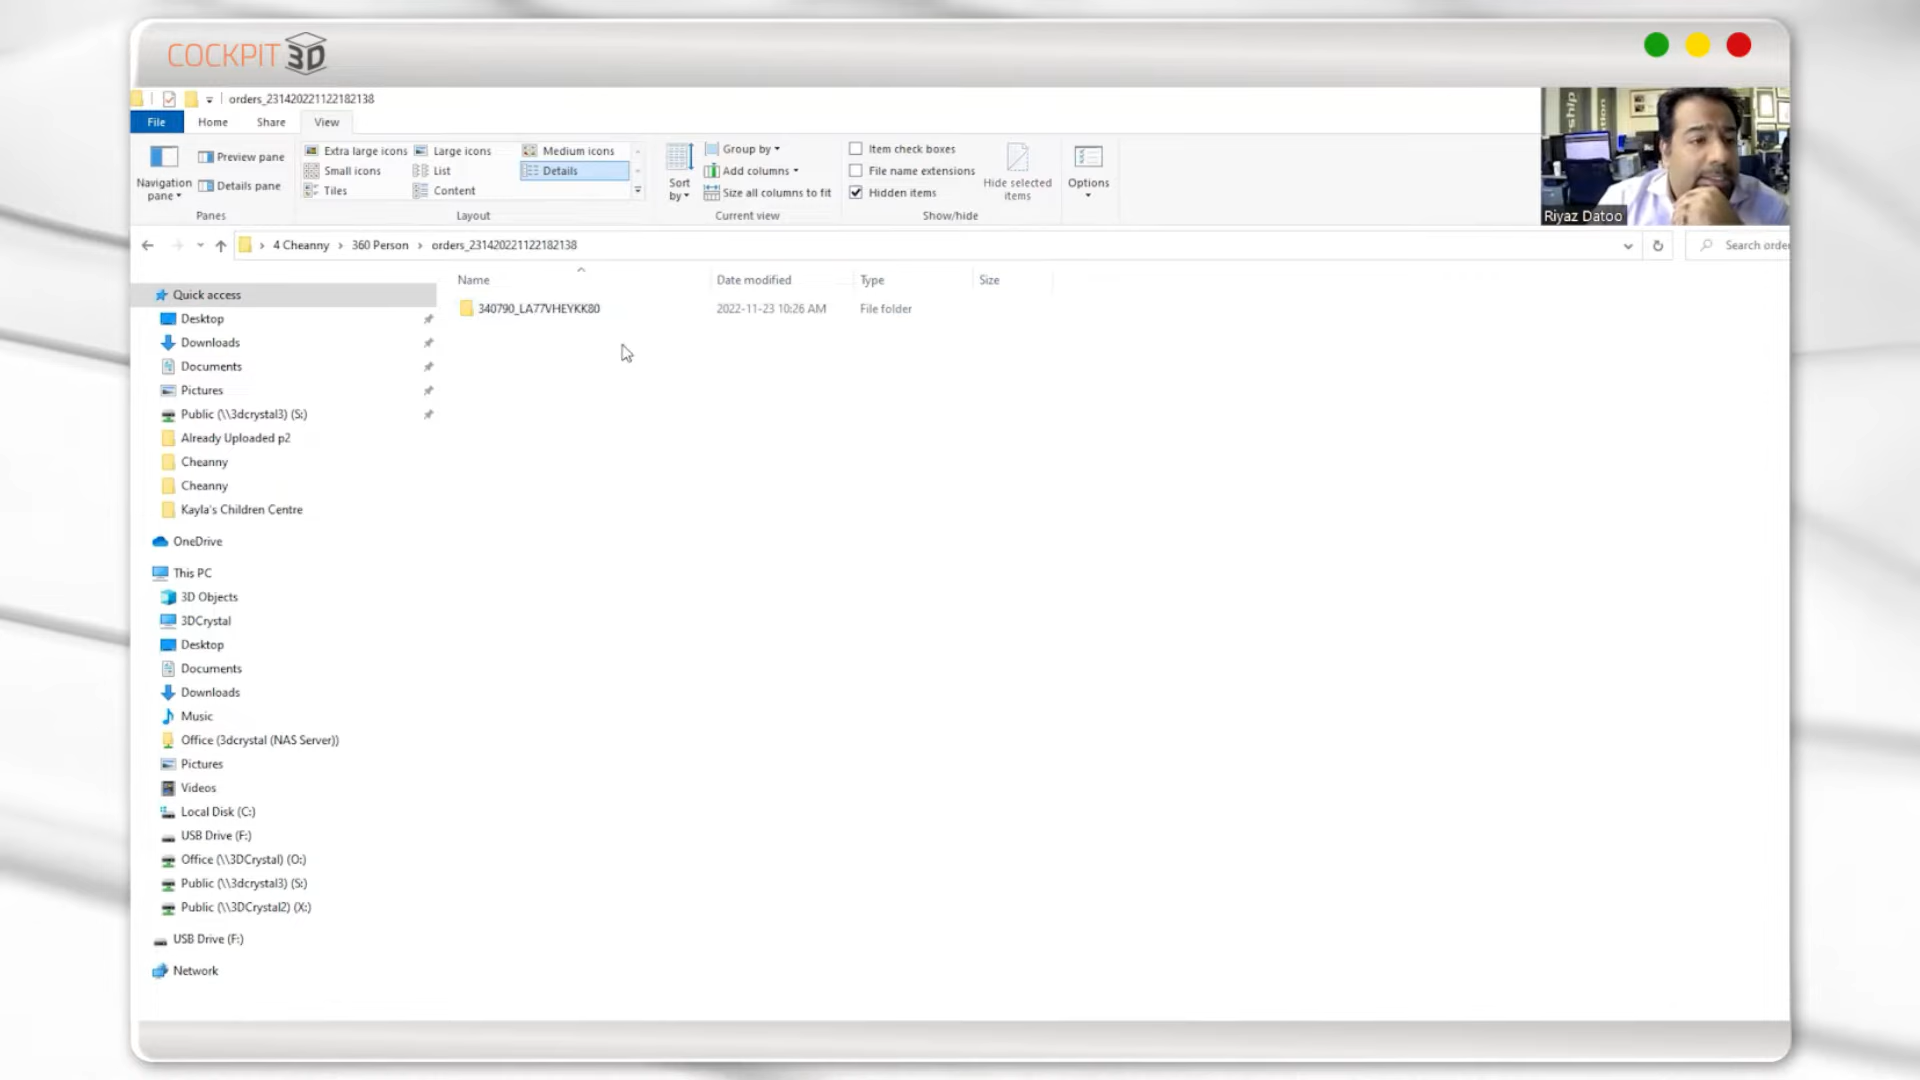 COCKPIT 3D
orders_231420221122182138
File Home Share View
Navigation pane
Preview pane
Details pane
Panes
Extra large icons Large icons Medium icons
Small icons List Details
Tiles Content
Layout
Sort by
Group by
Add columns
Size all columns to fit
Current view
Item check boxes
File name extensions
Hidden items
Hide selected items
Show/hide
Options
Riyaz Datoo
4 Cheanny > 360 Person > orders_231420221122182138
Search orde
Name Date modified Type Size
340790_LA77VHEYKK80 2022-11-23 10:26 AM File folder
Quick access
Desktop
Downloads
Documents
Pictures
Public (\\3dcrystal3) (S:)
Already Uploaded p2
Cheanny
Cheanny
Kayla's Children Centre
OneDrive
This PC
3D Objects
3DCrystal
Desktop
Documents
Downloads
Music
Office (3dcrystal (NAS Server))
Pictures
Videos
Local Disk (C:)
USB Drive (F:)
Office (\\3DCrystal) (O:)
Public (\\3dcrystal3) (S:)
Public (\\3DCrystal2) (X:)
USB Drive (F:)
Network